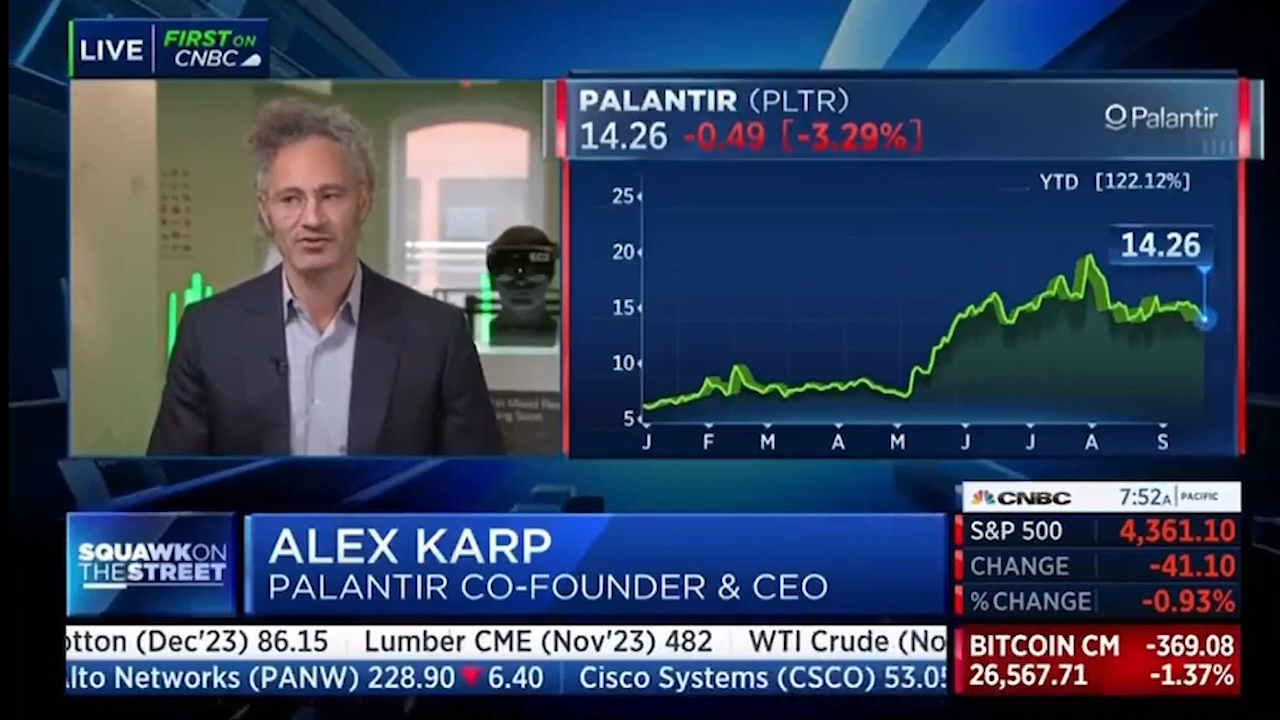 LIVE
FIRST ON
CNBC
PALANTIR (PLTR)
14.26 -0.49 [-3.29%]
Palantir
YTD [122.12%]
25
20
15
10
5
14.26
J F M A M J J A S
SQUAWK ON
THE STREET
ALEX KARP
PALANTIR CO-FOUNDER & CEO
CNBC 7:52A PACIFIC
S&P 500 4,361.10
CHANGE -41.10
% CHANGE -0.93%
BITCOIN CM -369.08
26,567.71 -1.37%
otton (Dec'23) 86.15 Lumber CME (Nov'23) 482 WTI Crude (No
lto Networks (PANW) 228.90 ▼ 6.40 Cisco Systems (CSCO) 53.05